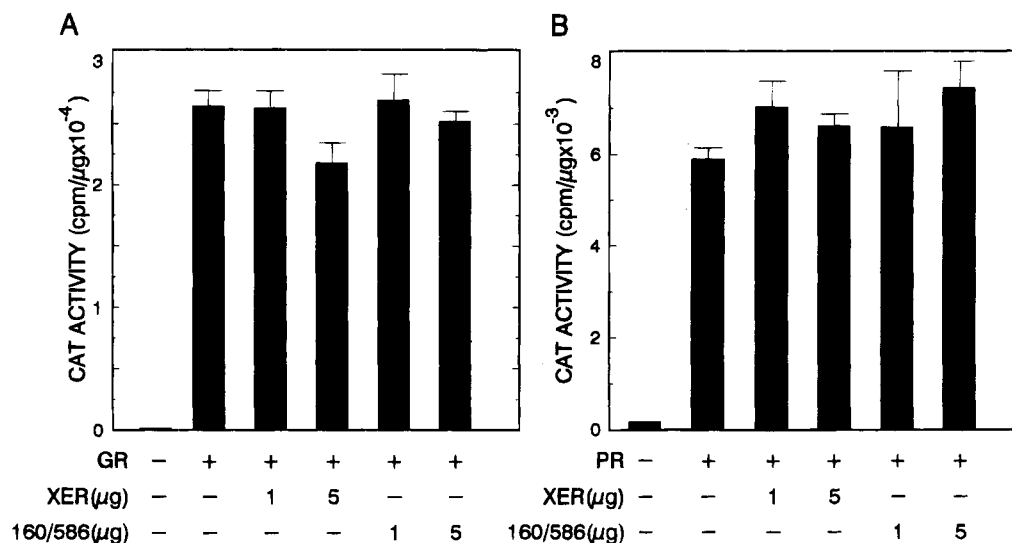 A
CAT ACTIVITY (cpm/µgx10⁻⁴)
3
2
1
0
GR – + + + + +
XER(µg) – – 1 5 – –
160/586(µg) – – – – 1 5
B
CAT ACTIVITY (cpm/µgx10⁻³)
8
6
4
2
0
PR – + + + + +
XER(µg) – – 1 5 – –
160/586(µg) – – – – 1 5